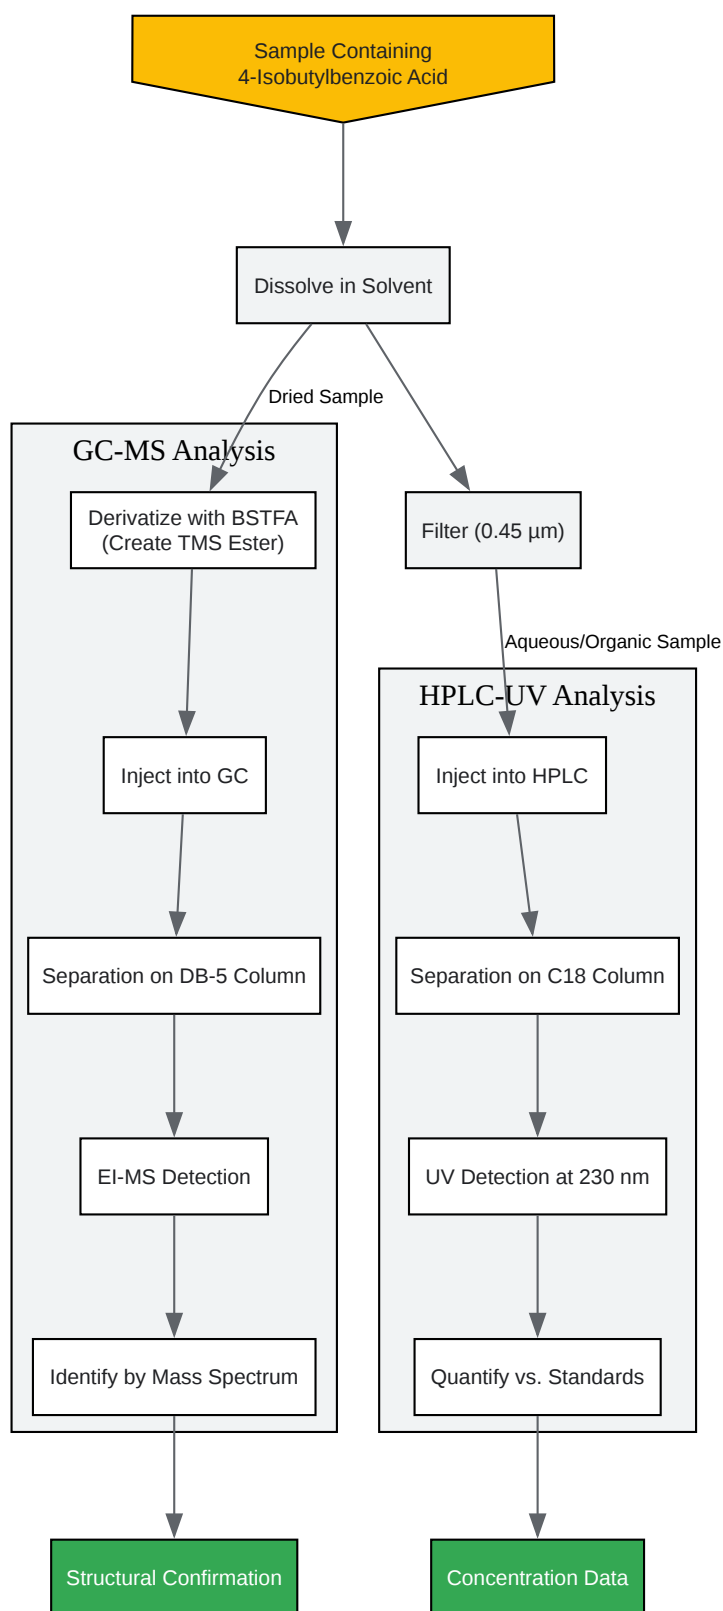 Sample Containing
4-Isobutylbenzoic Acid
Dissolve in Solvent
Dried Sample
GC-MS Analysis
Derivatize with BSTFA
(Create TMS Ester)
Filter (0.45 µm)
Aqueous/Organic Sample
HPLC-UV Analysis
Inject into GC
Inject into HPLC
Separation on DB-5 Column
Separation on C18 Column
EI-MS Detection
UV Detection at 230 nm
Identify by Mass Spectrum
Quantify vs. Standards
Structural Confirmation
Concentration Data